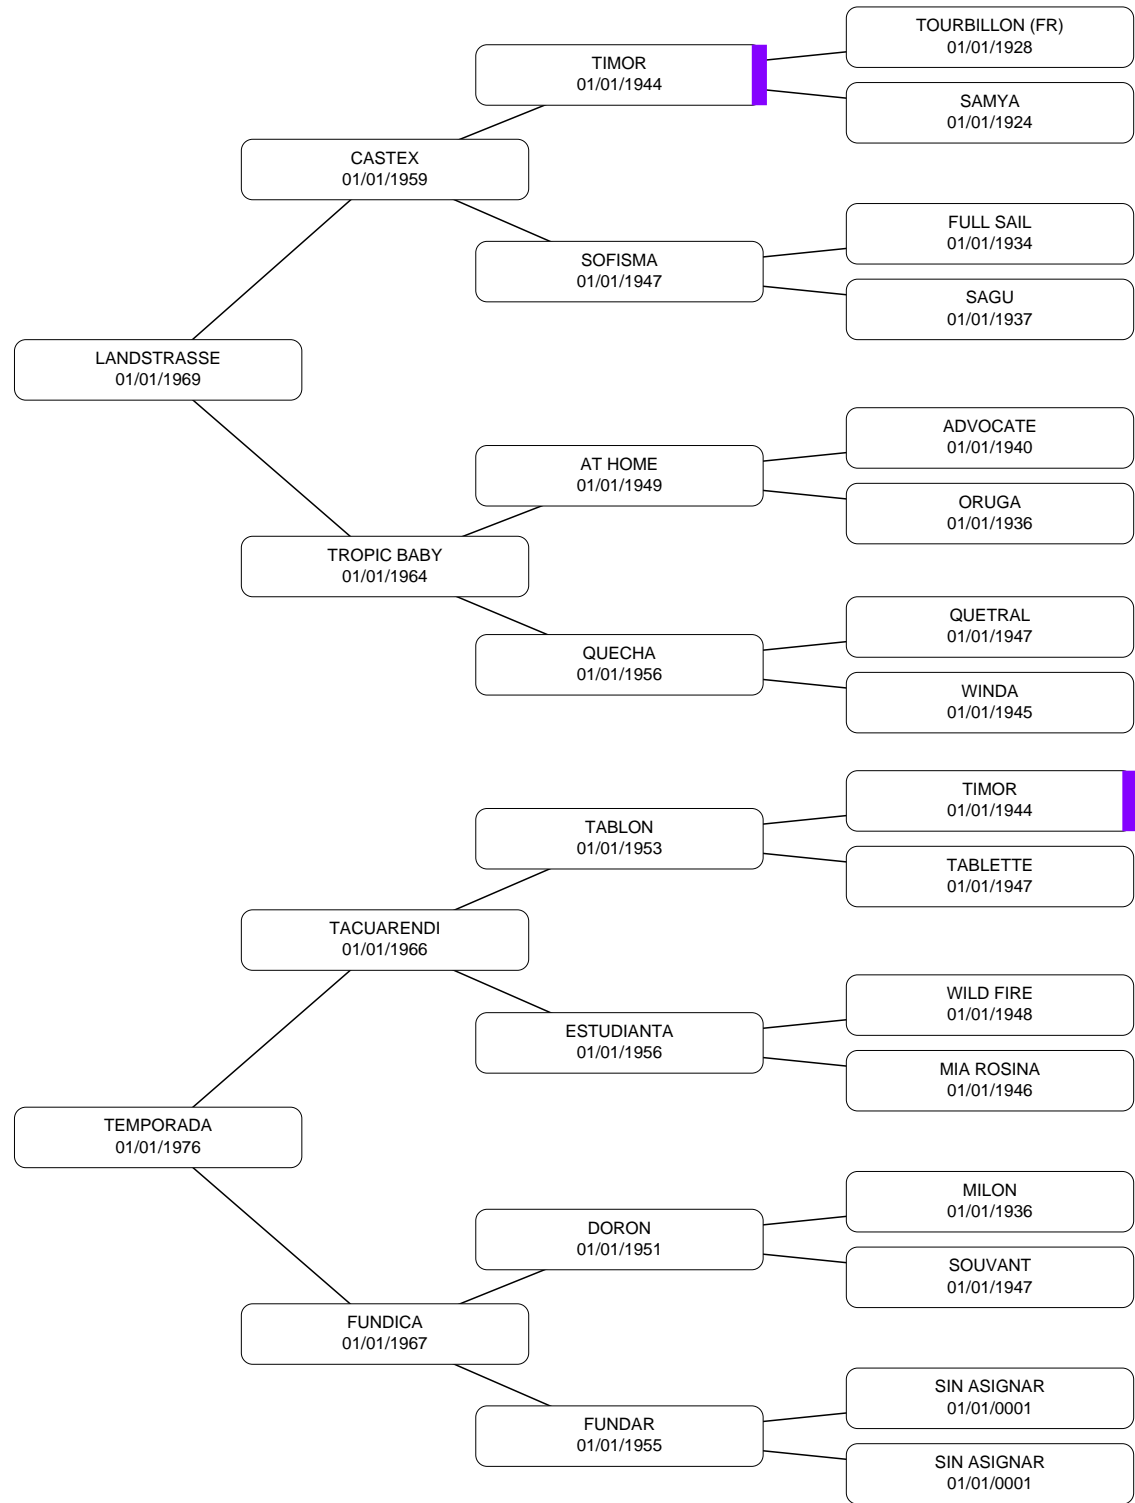 TOURBILLON (FR)
01/01/1928
TIMOR
01/01/1944
SAMYA
01/01/1924
CASTEX
01/01/1959
FULL SAIL
01/01/1934
SOFISMA
01/01/1947
SAGU
01/01/1937
LANDSTRASSE
01/01/1969
ADVOCATE
01/01/1940
AT HOME
01/01/1949
ORUGA
01/01/1936
TROPIC BABY
01/01/1964
QUETRAL
01/01/1947
QUECHA
01/01/1956
WINDA
01/01/1945
TIMOR
01/01/1944
TABLON
01/01/1953
TABLETTE
01/01/1947
TACUARENDI
01/01/1966
WILD FIRE
01/01/1948
ESTUDIANTA
01/01/1956
MIA ROSINA
01/01/1946
TEMPORADA
01/01/1976
MILON
01/01/1936
DORON
01/01/1951
SOUVANT
01/01/1947
FUNDICA
01/01/1967
SIN ASIGNAR
01/01/0001
FUNDAR
01/01/1955
SIN ASIGNAR
01/01/0001